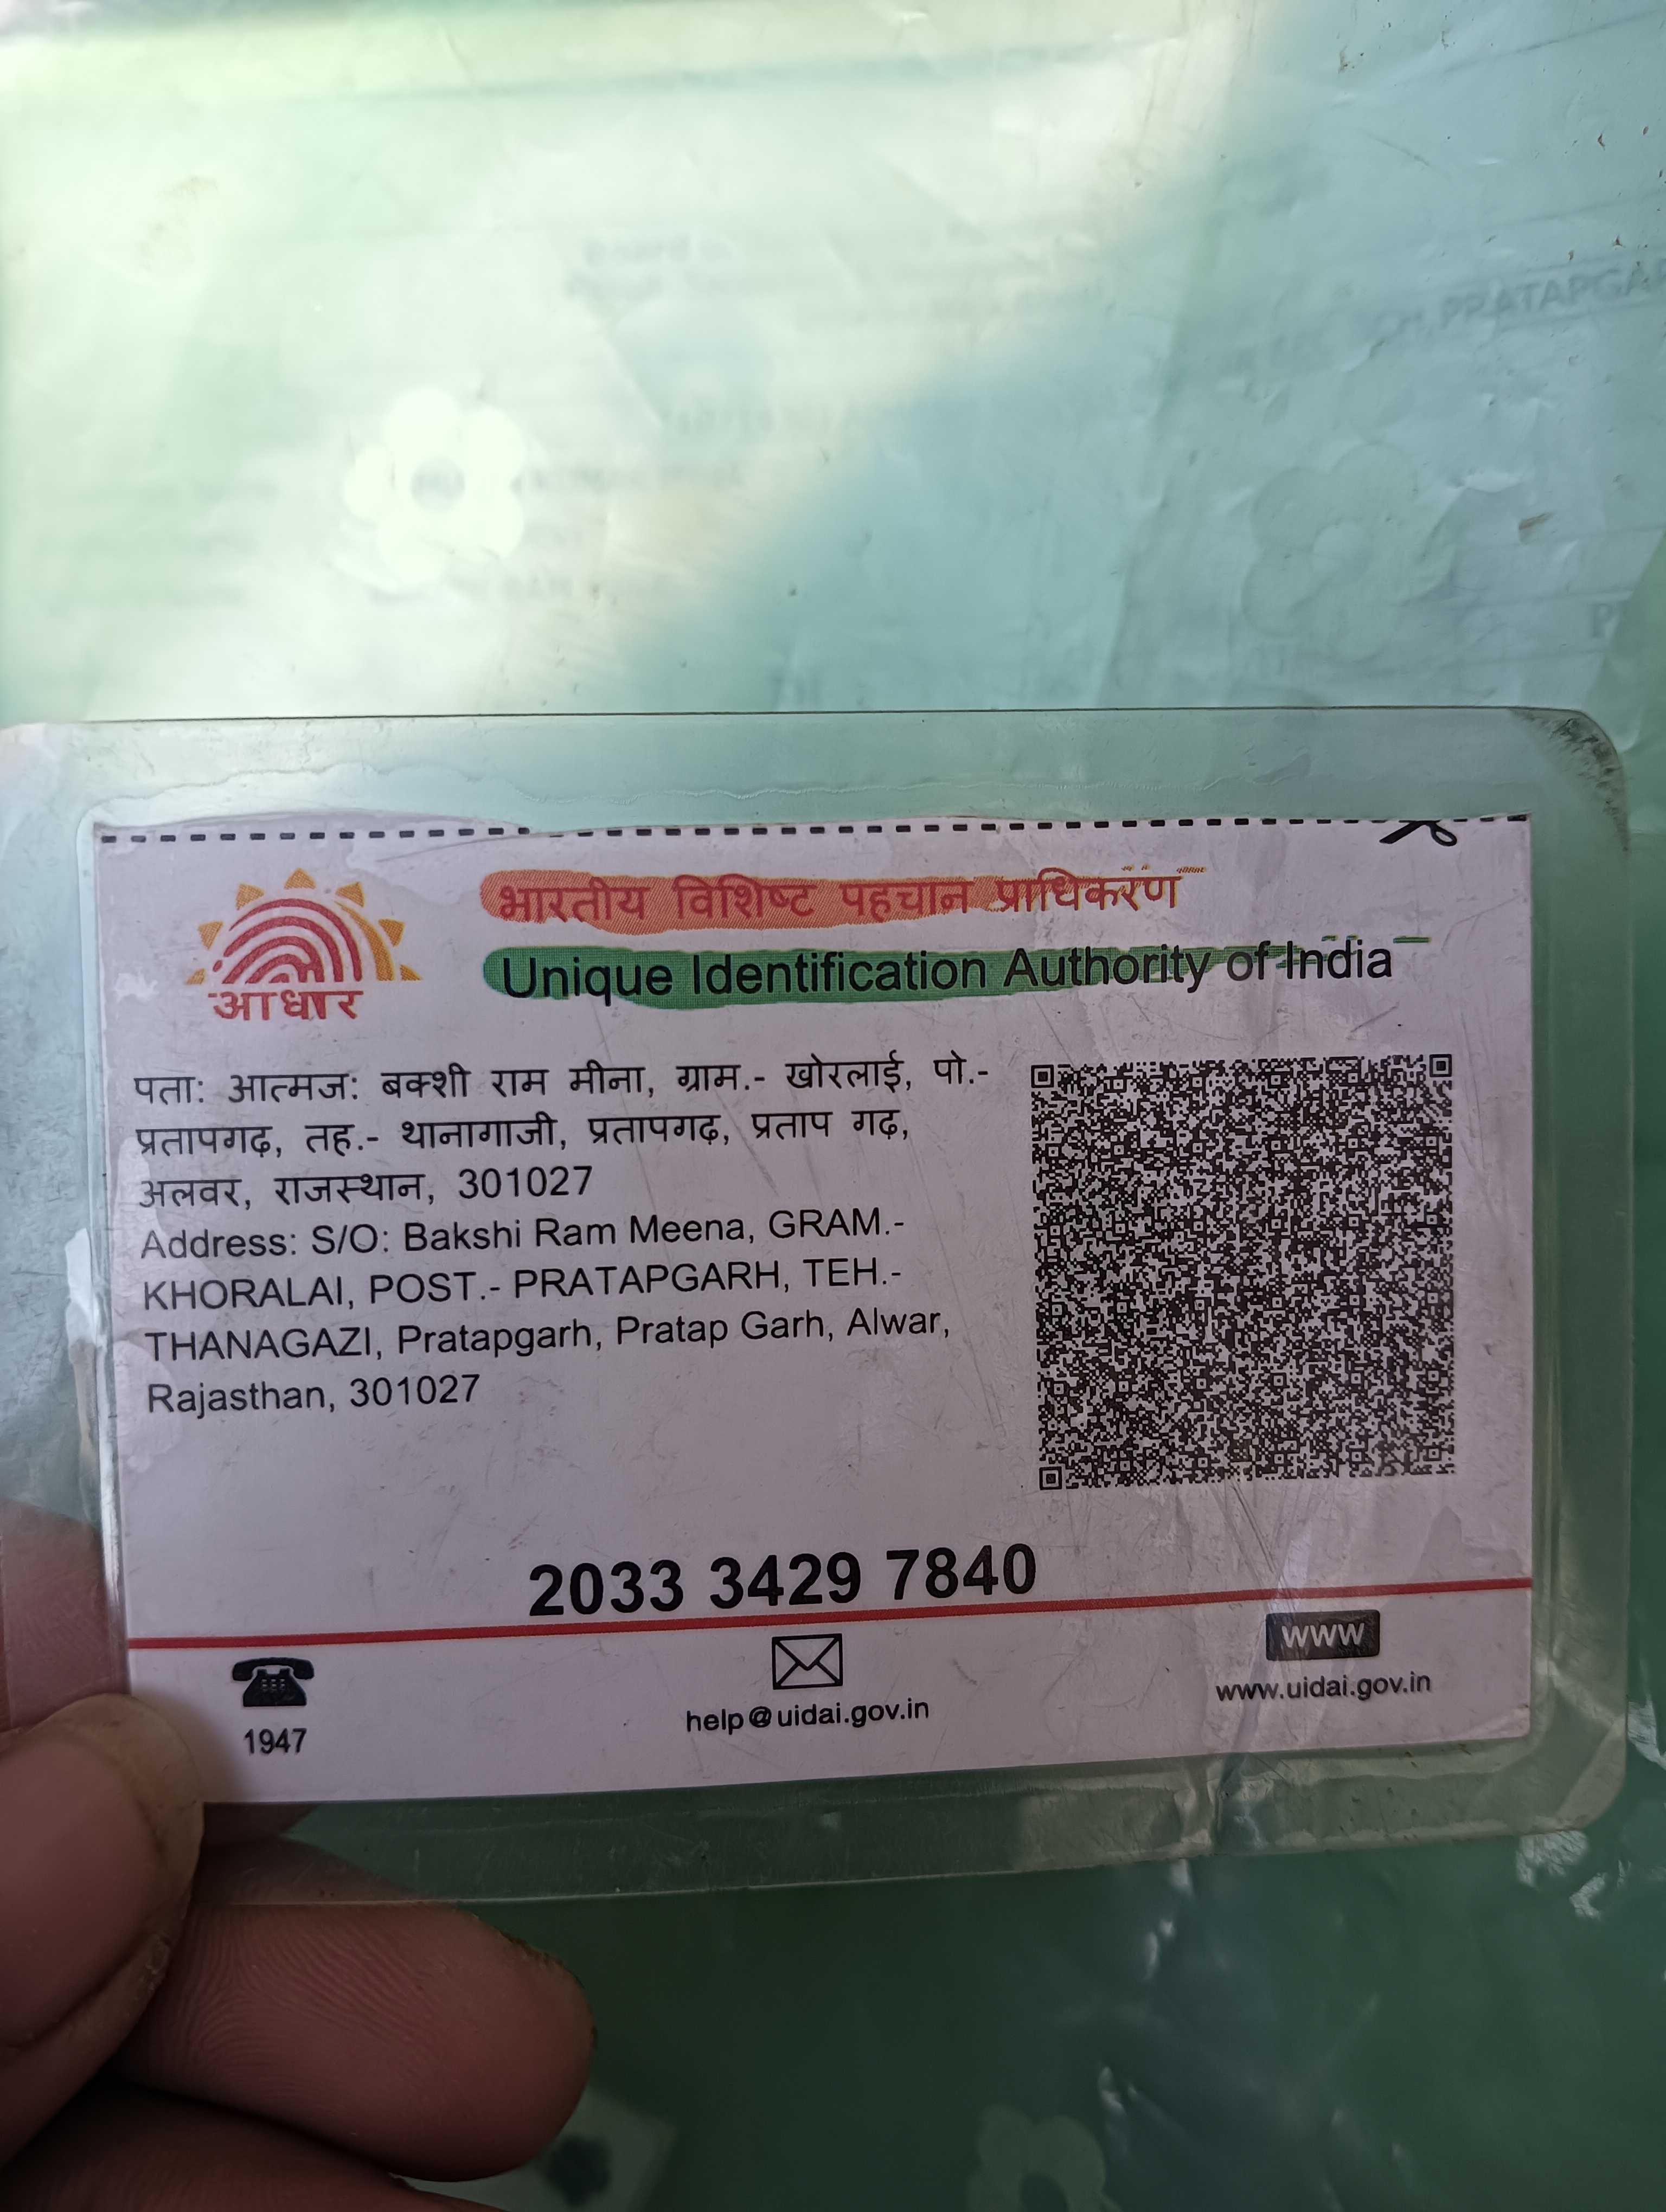 PRATAPGAR
आधार
भारतीय विशिष्ट पहचान प्राधिकरण
Unique Identification Authority of India
पता: आत्मज: बक्शी राम मीना, ग्राम.- खोरलाई, पो.-
प्रतापगढ़, तह.- थानागाजी, प्रतापगढ़, प्रताप गढ़,
अलवर, राजस्थान, 301027
Address: S/O: Bakshi Ram Meena, GRAM.-
KHORALAI, POST.- PRATAPGARH, TEH.-
THANAGAZI, Pratapgarh, Pratap Garh, Alwar,
Rajasthan, 301027
2033 3429 7840
WWW
1947
help@uidai.gov.in
www.uidai.gov.in